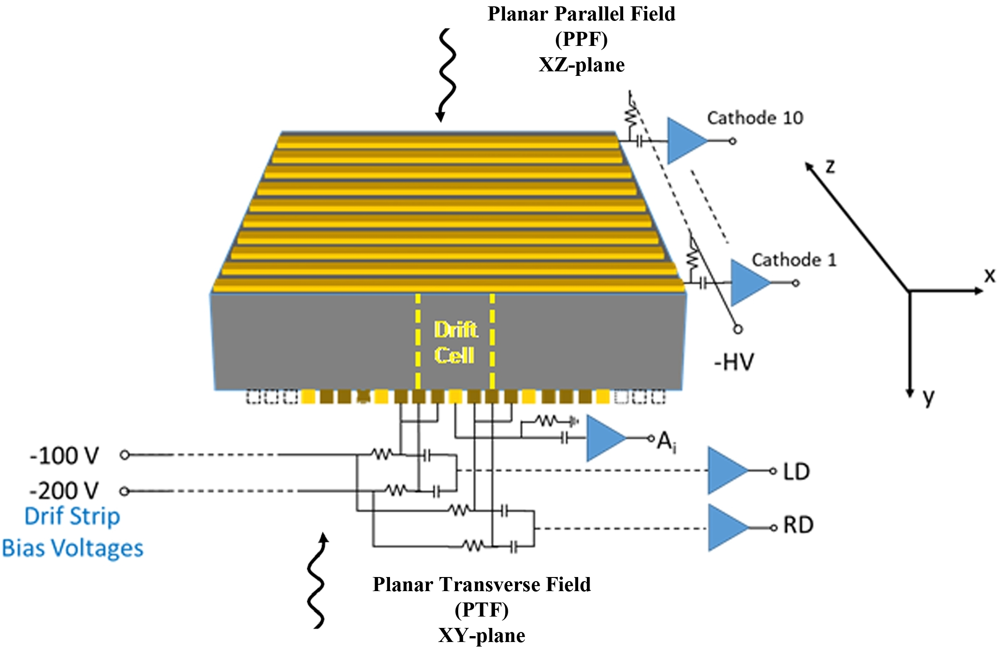 Planar Parallel Field
(PPF)
XZ-plane
Cathode 10
z
Cathode 1
x
Drift
Cell
-HV
y
Ai
-100 V
LD
-200 V
Drif Strip
Bias Voltages
RD
Planar Transverse Field
(PTF)
XY-plane